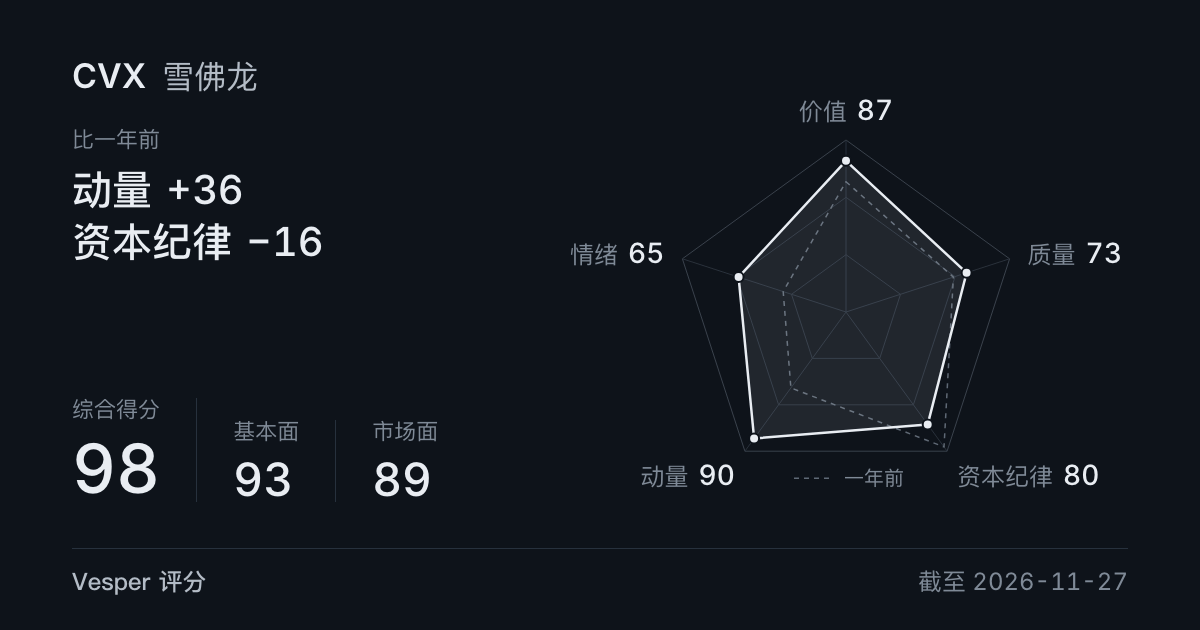 CVX 雪佛龙
比一年前
动量 +36
资本纪律 −16
综合得分
98
基本面
93
市场面
89
价值 87
情绪 65
质量 73
动量 90
一年前
资本纪律 80
Vesper 评分
截至 2026-11-27